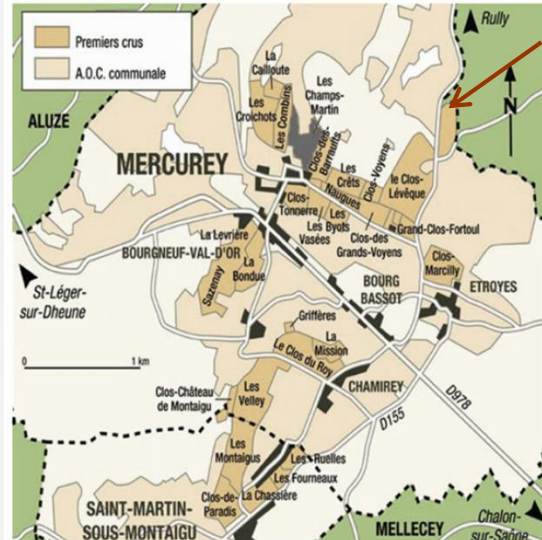 Premiers crus
A.O.C. communale
Rully
N
ALUZE
MERCUREY
La
Cailloute
Les
Croichots
Les Combins
Les
Champs-
Martin
Clos-des-
Barraults
Les
Crêts
Clos-Voyens
le Clos-
Lévêque
Naugues
Clos-
Tonnerre
Les Byots
Les
Vasées
Clos-des
Grands-Voyens
Grand-Clos-Fortoul
Clos-
Marcilly
ETROYES
La Levrière
BOURGNEUF-VAL-D'OR
La
Bondue
Sazenay
BOURG
BASSOT
St-Léger-
sur-Dheune
Griffères
La
Mission
Le Clos du Roy
0
1 km
Clos-Château
de Montaigu
Les
Velley
CHAMIREY
D978
D155
Les
Montaigus
Les Ruelles
Les Fourneaux
La Chassière
Clos-de-
Paradis
SAINT-MARTIN-
SOUS-MONTAIGU
MELLECEY
Chalon-
sur-Saône